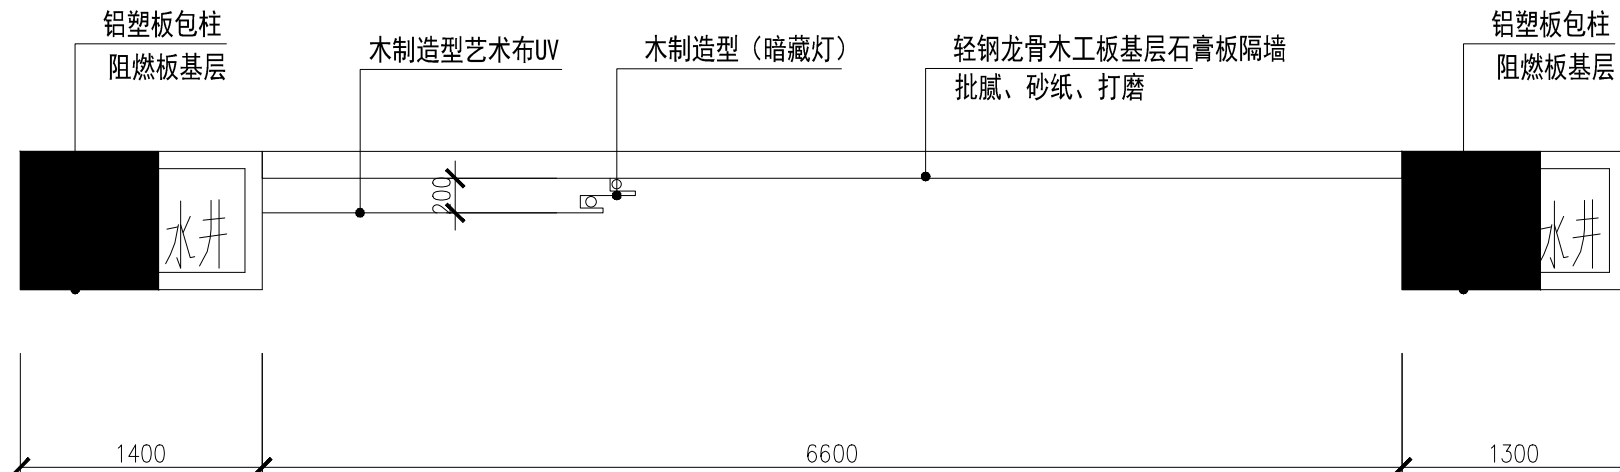 铝塑板包柱
阻燃板基层
木制造型艺术布UV
木制造型（暗藏灯）
轻钢龙骨木工板基层石膏板隔墙
批腻、砂纸、打磨
铝塑板包柱
阻燃板基层
200
水井
水井
1400
6600
1300